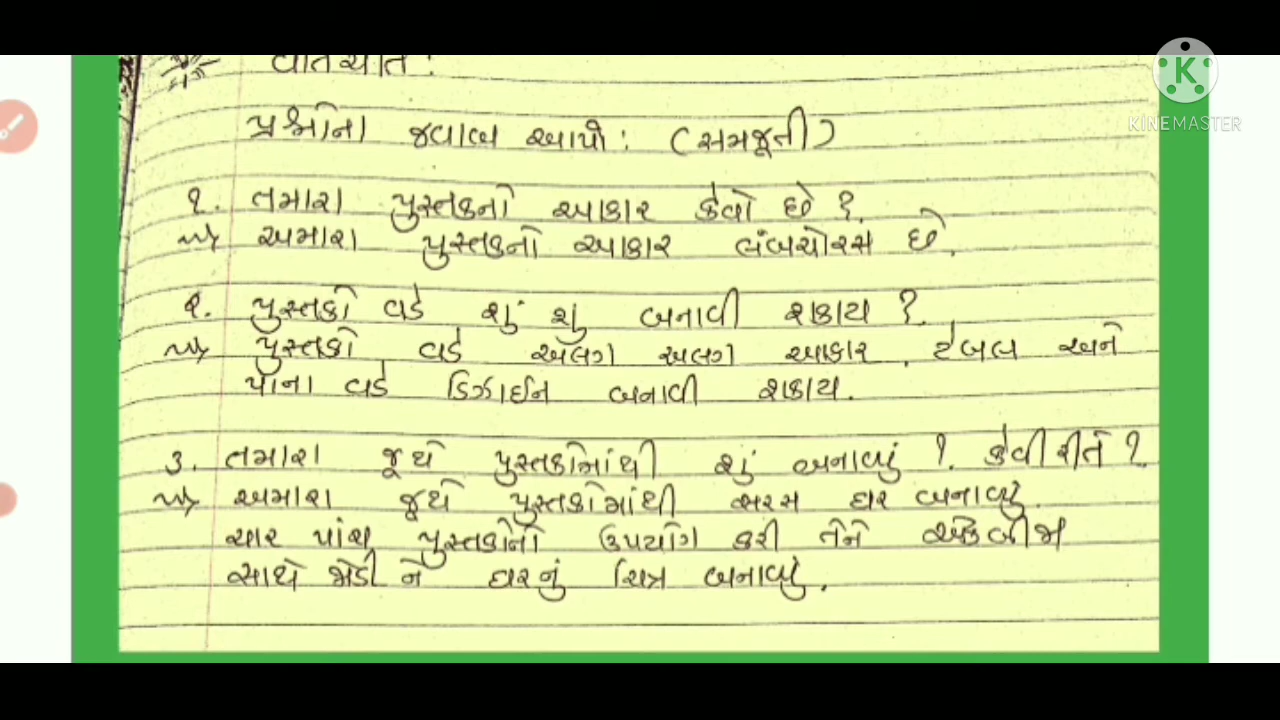 વાતચીત :
KINEMASTER
પ્રશ્નોના જવાબ આપો : (સમજૂતી)
૧. તમારા પુસ્તકનો આકાર કેવો છે ?
અમારા પુસ્તકનો આકાર લંબચોરસ છે.
૨. પુસ્તકો વડે શું શું બનાવી શકાય ?
પુસ્તકો વડે અલગ અલગ આકાર, ટેબલ અને
પાના વડે ડિઝાઈન બનાવી શકાય.
૩. તમારા જૂથે પુસ્તકોમાંથી શું બનાવ્યું ? કેવી રીતે ?
અમારા જૂથે પુસ્તકોમાંથી સરસ ઘર બનાવ્યું.
ચાર પાંચ પુસ્તકોનો ઉપયોગ કરી તેને એકબીજા
સાથે જોડી ને ઘરનું ચિત્ર બનાવ્યું.